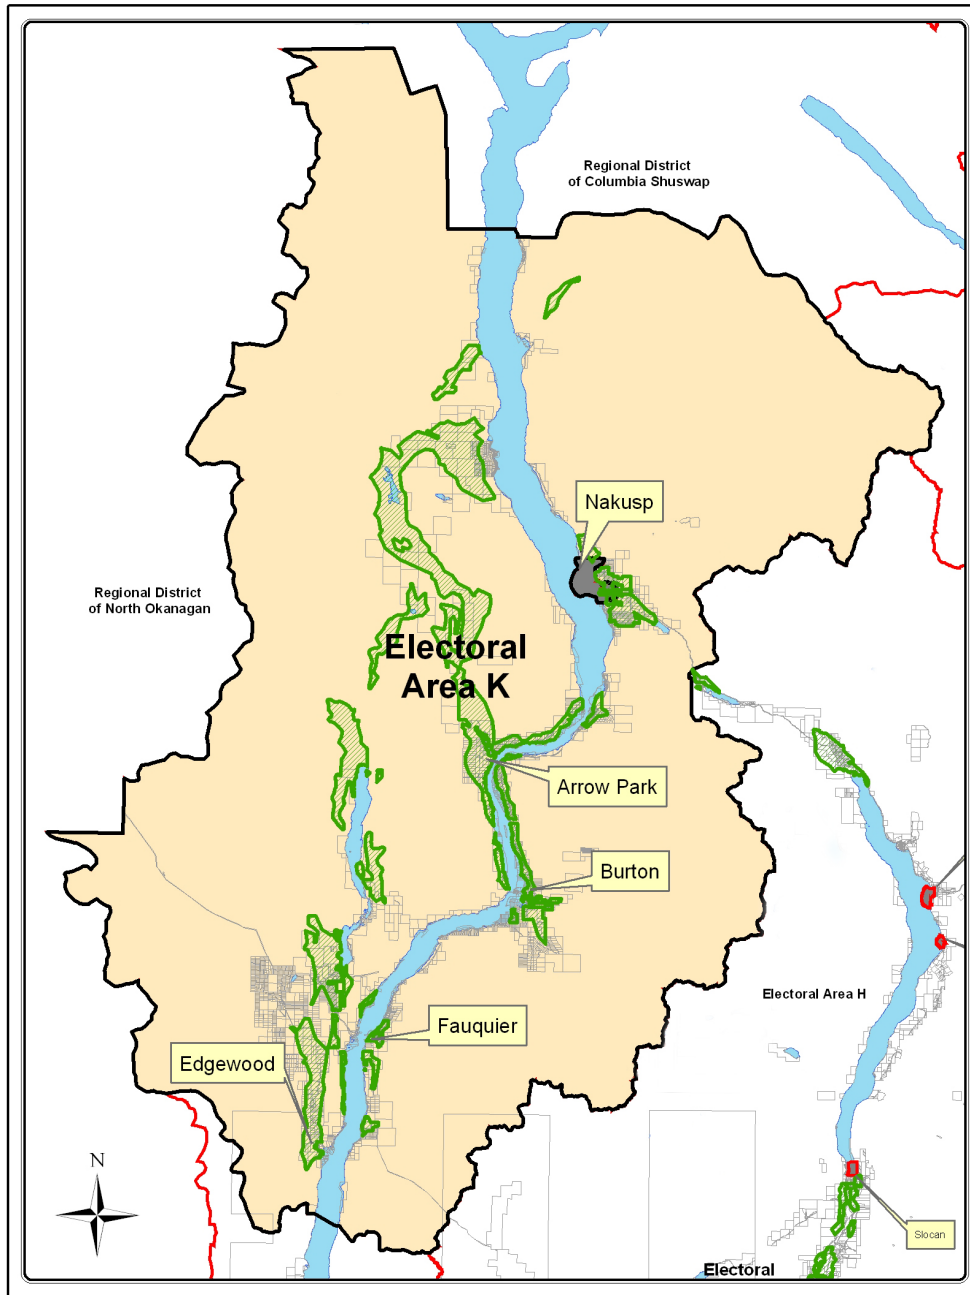 Regional District
of Columbia Shuswap
Nakusp
Regional District
of North Okanagan
Electoral
Area K
Arrow Park
Burton
Electoral Area H
Fauquier
Edgewood
N
Slocan
Electoral